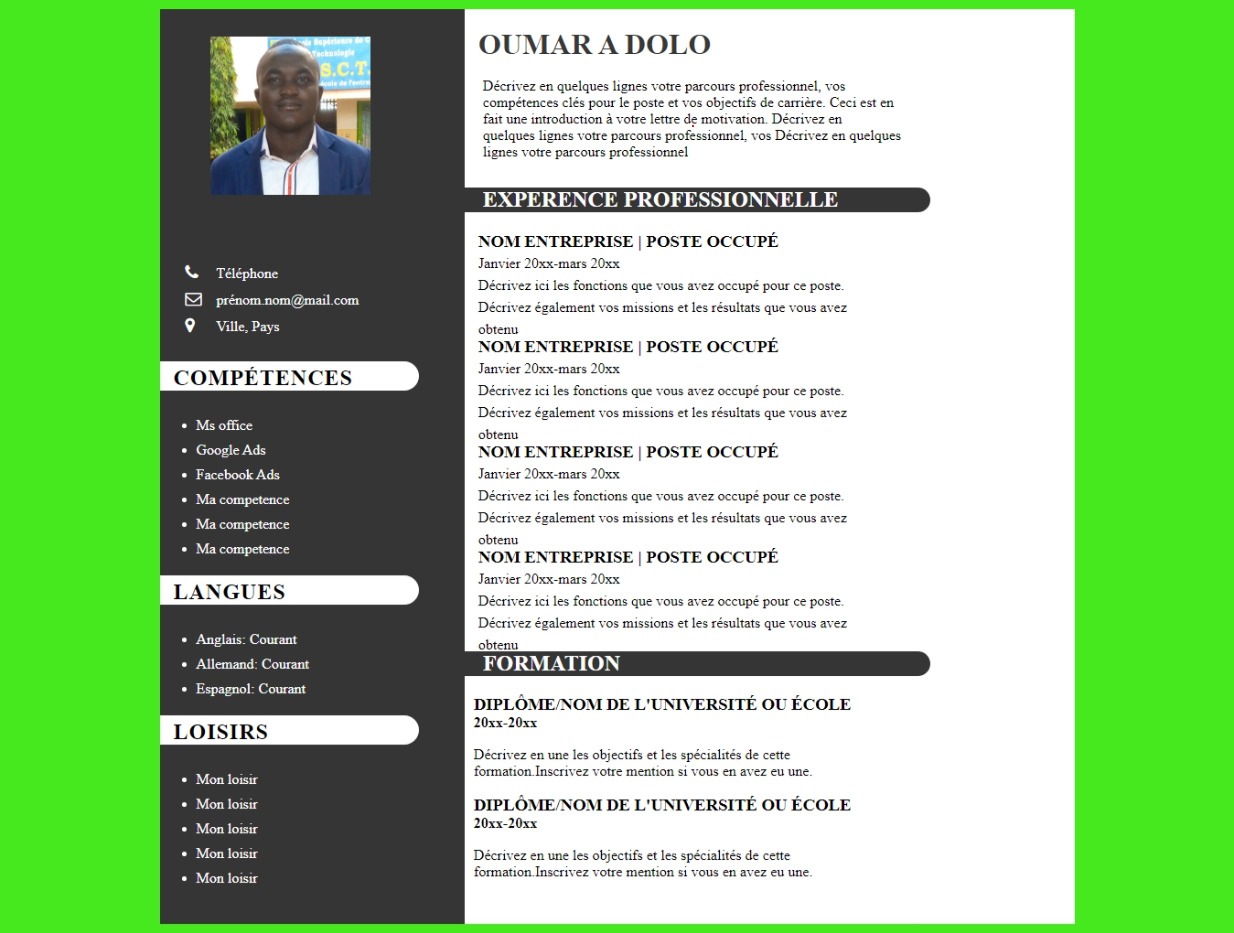 Supérieure de C
Technologie
S.C.T.
école de l'entre
Téléphone
prénom.nom@mail.com
Ville, Pays
COMPÉTENCES
Ms office
Google Ads
Facebook Ads
Ma competence
Ma competence
Ma competence
LANGUES
Anglais: Courant
Allemand: Courant
Espagnol: Courant
LOISIRS
Mon loisir
Mon loisir
Mon loisir
Mon loisir
Mon loisir
OUMAR A DOLO
Décrivez en quelques lignes votre parcours professionnel, vos
compétences clés pour le poste et vos objectifs de carrière. Ceci est en
fait une introduction à votre lettre de motivation. Décrivez en
quelques lignes votre parcours professionnel, vos Décrivez en quelques
lignes votre parcours professionnel
EXPERENCE PROFESSIONNELLE
NOM ENTREPRISE | POSTE OCCUPÉ
Janvier 20xx-mars 20xx
Décrivez ici les fonctions que vous avez occupé pour ce poste.
Décrivez également vos missions et les résultats que vous avez
obtenu
NOM ENTREPRISE | POSTE OCCUPÉ
Janvier 20xx-mars 20xx
Décrivez ici les fonctions que vous avez occupé pour ce poste.
Décrivez également vos missions et les résultats que vous avez
obtenu
NOM ENTREPRISE | POSTE OCCUPÉ
Janvier 20xx-mars 20xx
Décrivez ici les fonctions que vous avez occupé pour ce poste.
Décrivez également vos missions et les résultats que vous avez
obtenu
NOM ENTREPRISE | POSTE OCCUPÉ
Janvier 20xx-mars 20xx
Décrivez ici les fonctions que vous avez occupé pour ce poste.
Décrivez également vos missions et les résultats que vous avez
obtenu
FORMATION
DIPLÔME/NOM DE L'UNIVERSITÉ OU ÉCOLE
20xx-20xx
Décrivez en une les objectifs et les spécialités de cette
formation.Inscrivez votre mention si vous en avez eu une.
DIPLÔME/NOM DE L'UNIVERSITÉ OU ÉCOLE
20xx-20xx
Décrivez en une les objectifs et les spécialités de cette
formation.Inscrivez votre mention si vous en avez eu une.